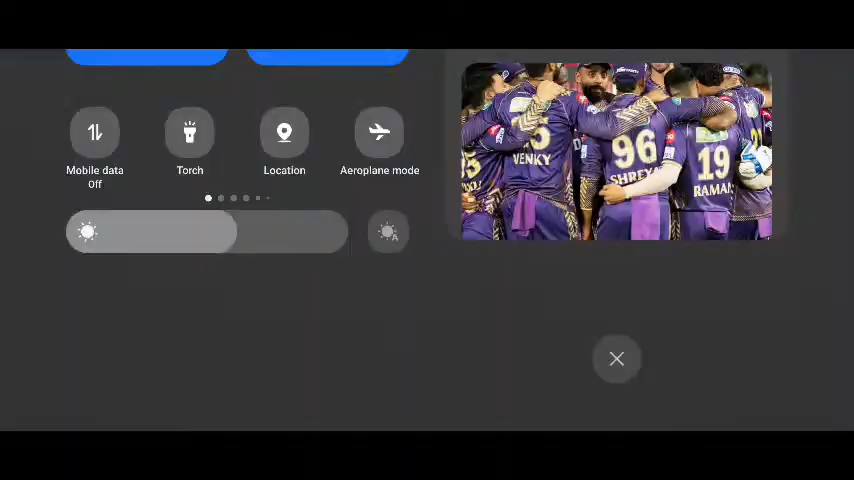 Mobile data
Off
Torch
Location
Aeroplane mode
A
VENKY
96
SHREY
19
RAMAN